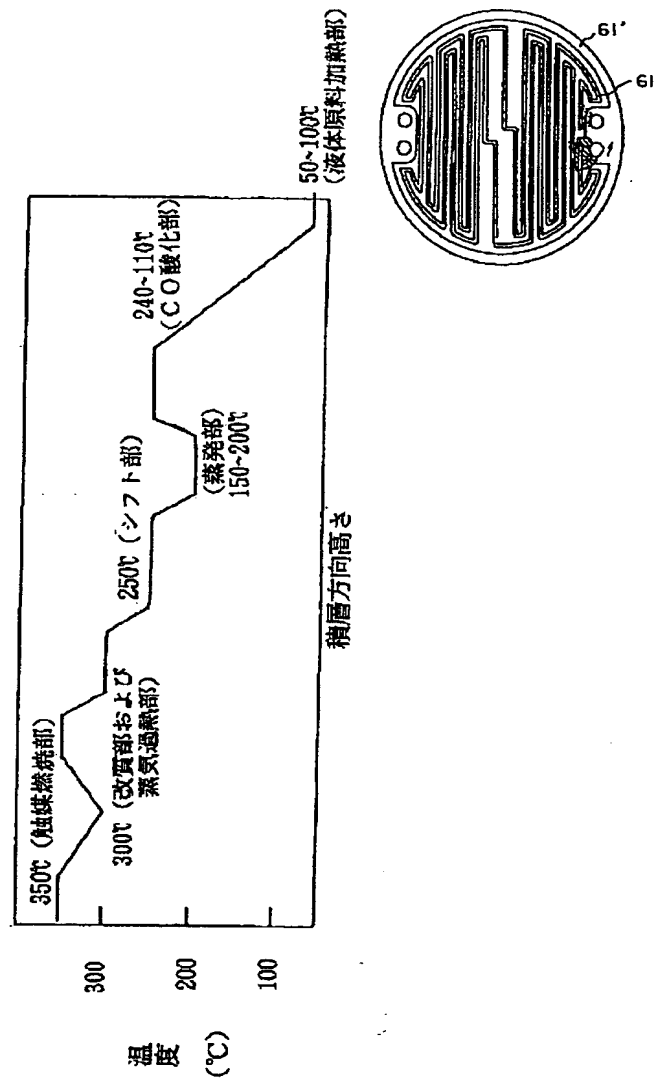 350℃ (触媒燃焼部)
300℃ (改質部および
蒸気過熱部)
250℃ (シフト部)
(蒸発部)
150~200℃
240~110℃
(CO酸化部)
50~100℃
(液体原料加熱部)
温度
(℃)
300
200
100
積層方向高さ
19'
19